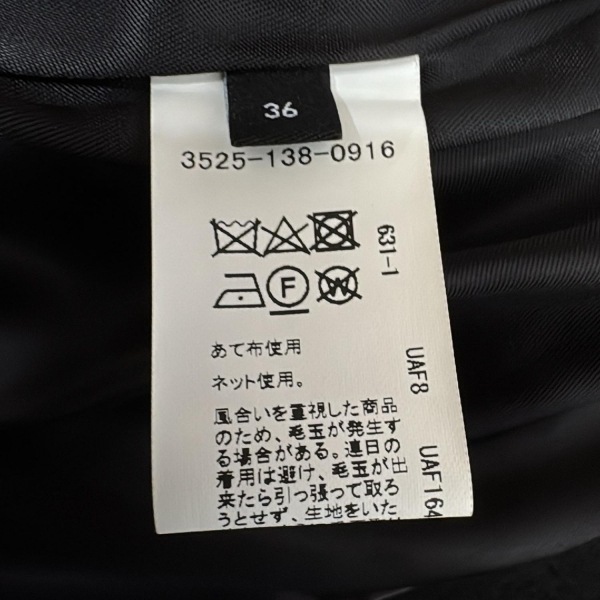 36
3525-138-0916
631-1
F
W
あて布使用
ネット使用。
UAF8
風合いを重視した商品
のため、毛玉が発生す
る場合がある。連日の
着用は避け、毛玉が出
来たら引っ張って取ろ
うとせず、生地をいた
UAF164